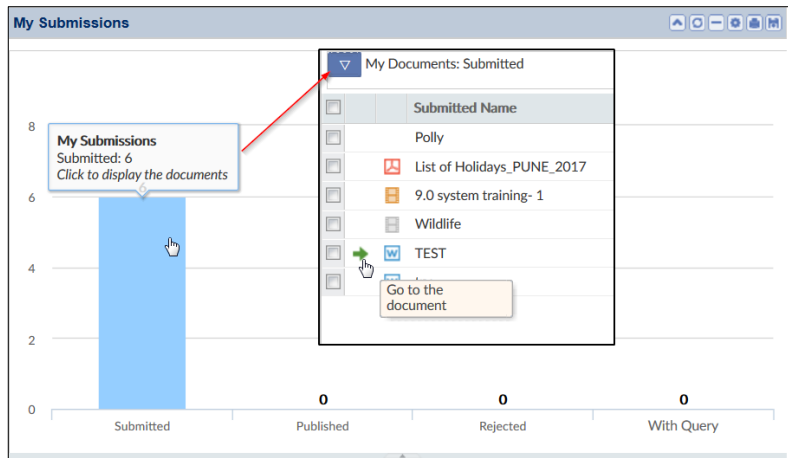 My Submissions
My Documents: Submitted
Submitted Name
Polly
List of Holidays_PUNE_2017
9.0 system training- 1
Wildlife
TEST
Go to the
document
My Submissions
Submitted: 6
Click to display the documents
6
8
6
4
2
0
0
0
0
Submitted
Published
Rejected
With Query